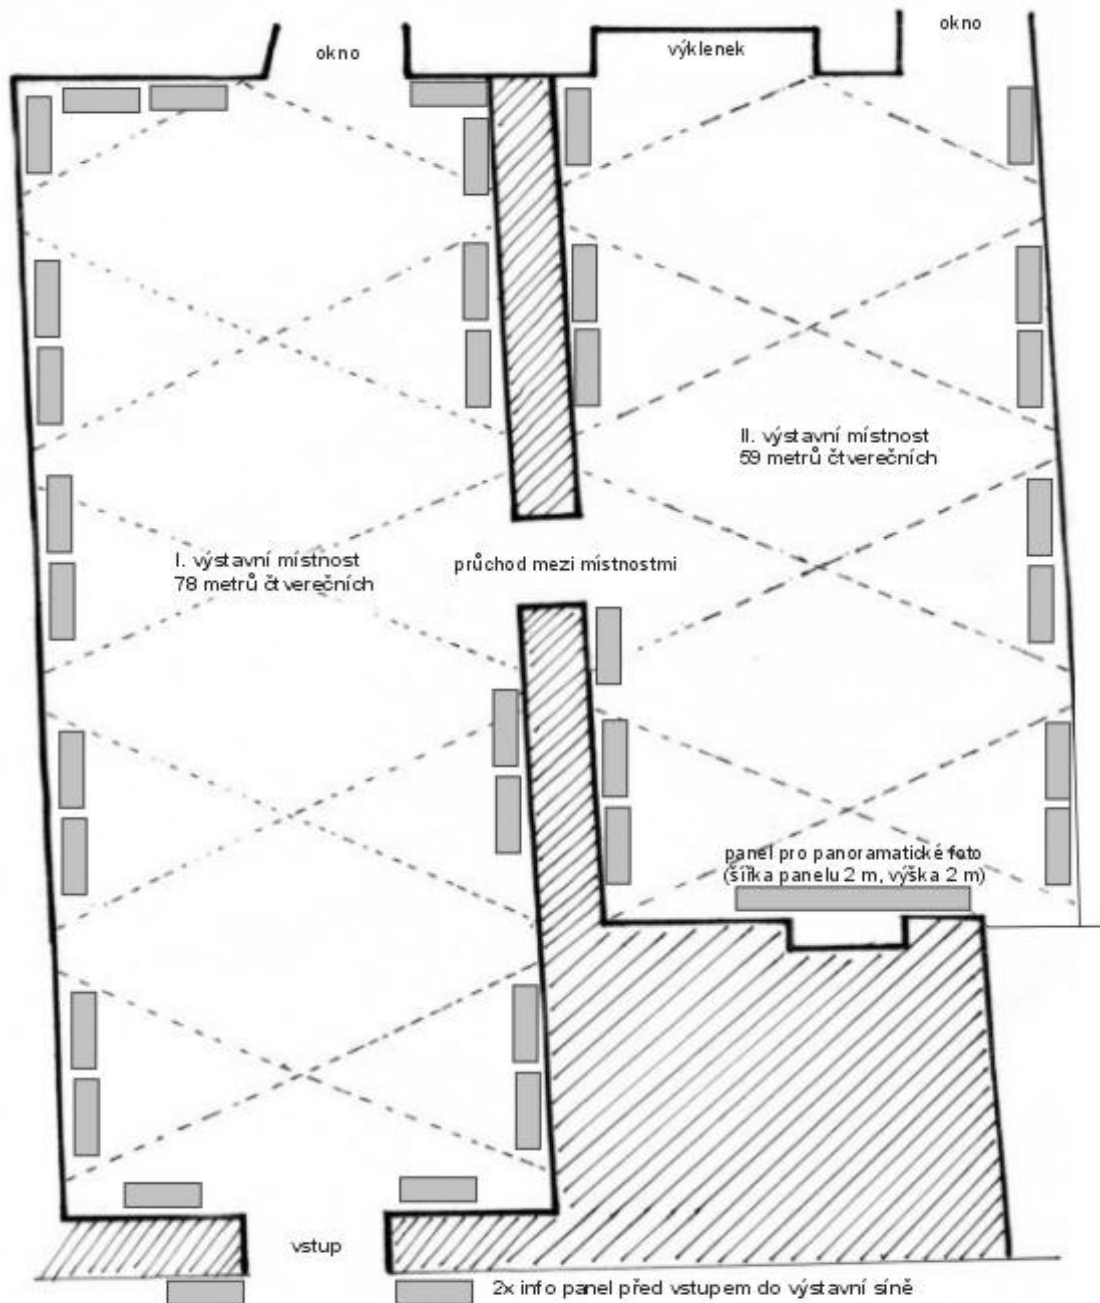 okno
výklenek
okno
II. výstavní místnost
59 metrů čtverečních
I. výstavní místnost
78 metrů čtverečních
průchod mezi místnostmi
panel pro panoramatické foto
(šířka panelu 2 m, výška 2 m)
vstup
2x info panel před vstupem do výstavní síně